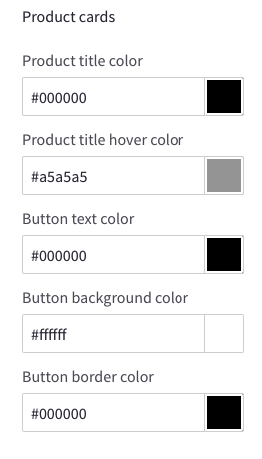 Product cards
Product title color
#000000
Product title hover color
#a5a5a5
Button text color
#000000
Button background color
#ffffff
Button border color
#000000